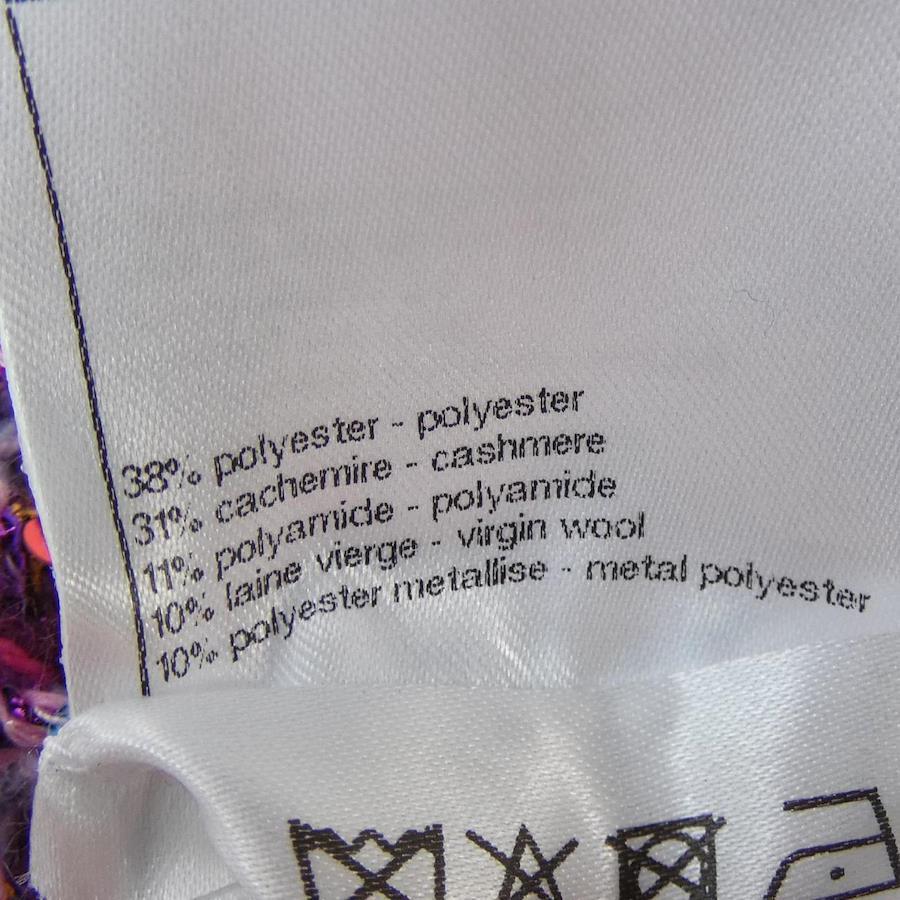 38% polyester - polyester
31% cachemire - cashmere
11% polyamide - polyamide
10% laine vierge - virgin wool
10% polyester metallise - metal polyester